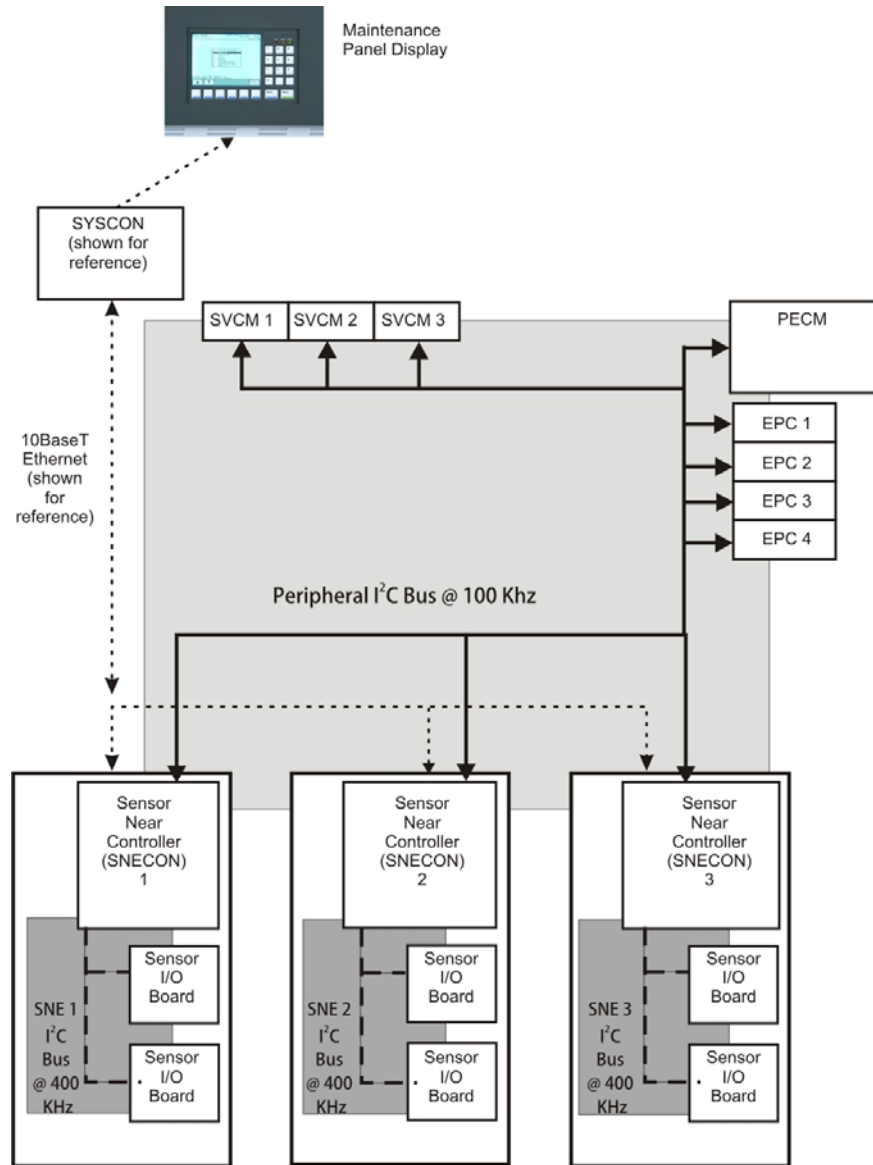 Maintenance
Panel Display
SYSCON
(shown for
reference)
SVCM 1
SVCM 2
SVCM 3
PECM
EPC 1
EPC 2
EPC 3
EPC 4
10BaseT
Ethernet
(shown
for
reference)
Peripheral I²C Bus @ 100 Khz
Sensor
Near
Controller
(SNECON)
1
Sensor
I/O
Board
SNE 1
I²C
Bus
@ 400
KHz
Sensor
I/O
Board
Sensor
Near
Controller
(SNECON)
2
Sensor
I/O
Board
SNE 2
I²C
Bus
@ 400
KHz
Sensor
I/O
Board
Sensor
Near
Controller
(SNECON)
3
Sensor
I/O
Board
SNE 3
I²C
Bus
@ 400
KHz
Sensor
I/O
Board